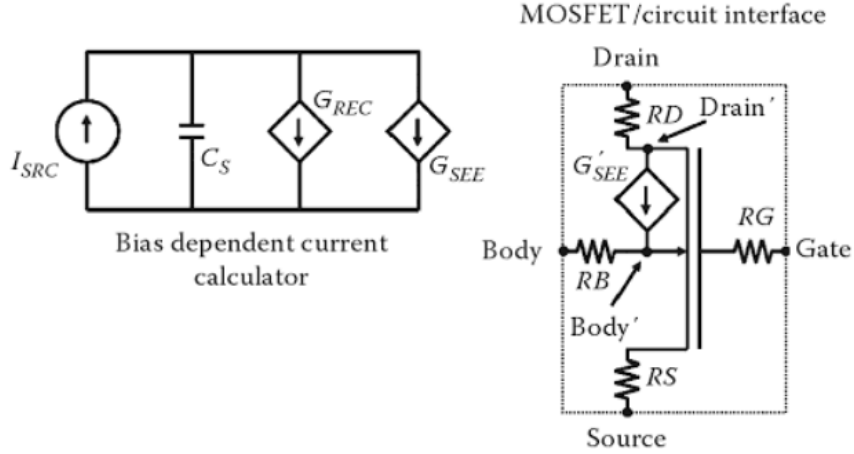 MOSFET/circuit interface
Drain
RD
Drain′
G′SEE
RG
Body
Gate
RB
Body′
RS
Source
ISRC
CS
GREC
GSEE
Bias dependent current
calculator